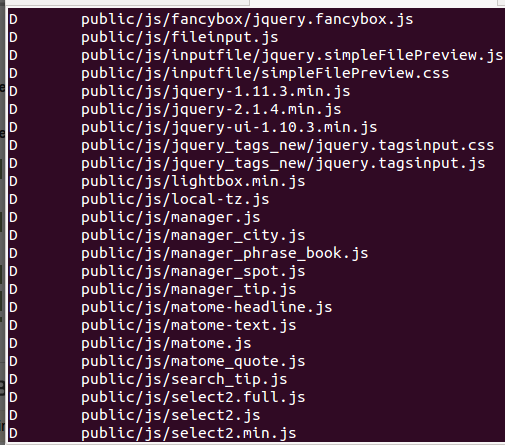 D public/js/fancybox/jquery.fancybox.js
D public/js/fileinput.js
D public/js/inputfile/jquery.simpleFilePreview.js
D public/js/inputfile/simpleFilePreview.css
D public/js/jquery-1.11.3.min.js
D public/js/jquery-2.1.4.min.js
D public/js/jquery-ui-1.10.3.min.js
D public/js/jquery_tags_new/jquery.tagsinput.css
D public/js/jquery_tags_new/jquery.tagsinput.js
D public/js/lightbox.min.js
D public/js/local-tz.js
D public/js/manager.js
D public/js/manager_city.js
D public/js/manager_phrase_book.js
D public/js/manager_spot.js
D public/js/manager_tip.js
D public/js/matome-headline.js
D public/js/matome-text.js
D public/js/matome.js
D public/js/matome_quote.js
D public/js/search_tip.js
D public/js/select2.full.js
D public/js/select2.js
D public/js/select2.min.js